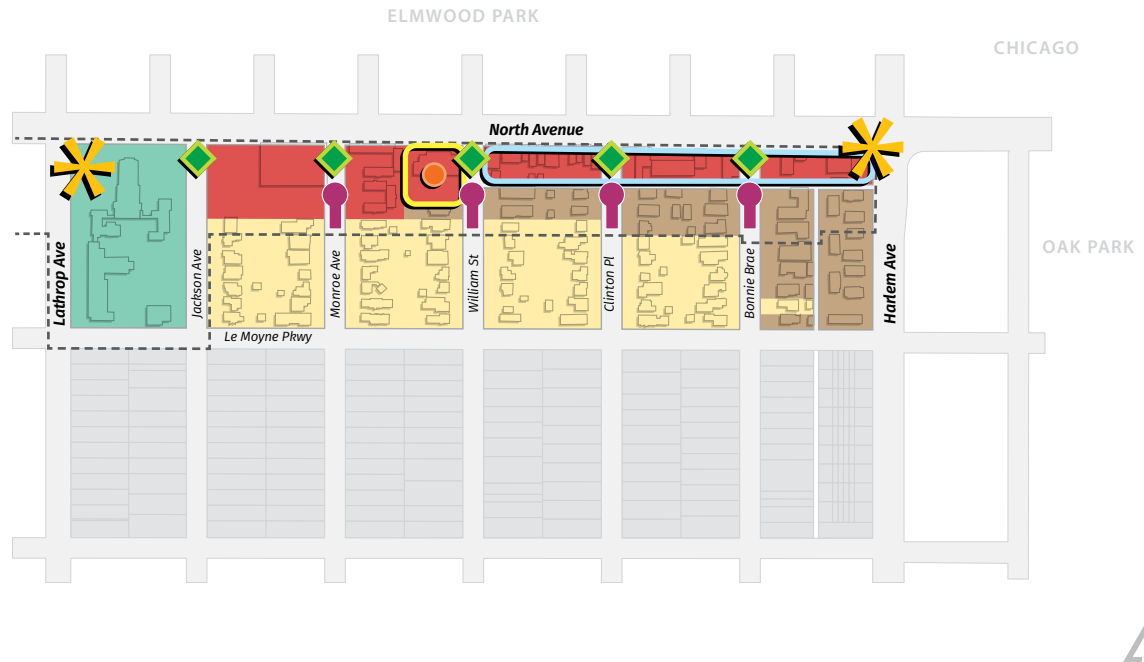 ELMWOOD PARK
CHICAGO
North Avenue
OAK PARK
Lathrop Ave
Jackson Ave
Monroe Ave
William St
Clinton Pl
Bonnie Brae
Harlem Ave
Le Moyne Pkwy